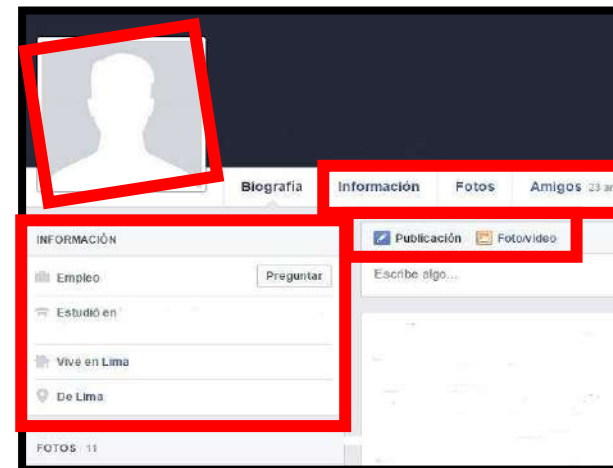 Biografía Información Fotos Amigos 23
INFORMACIÓN
Empleo Preguntar
Estudió en
Vive en Lima
De Lima
FOTOS 11
Publicación Foto/video
Escribe algo...